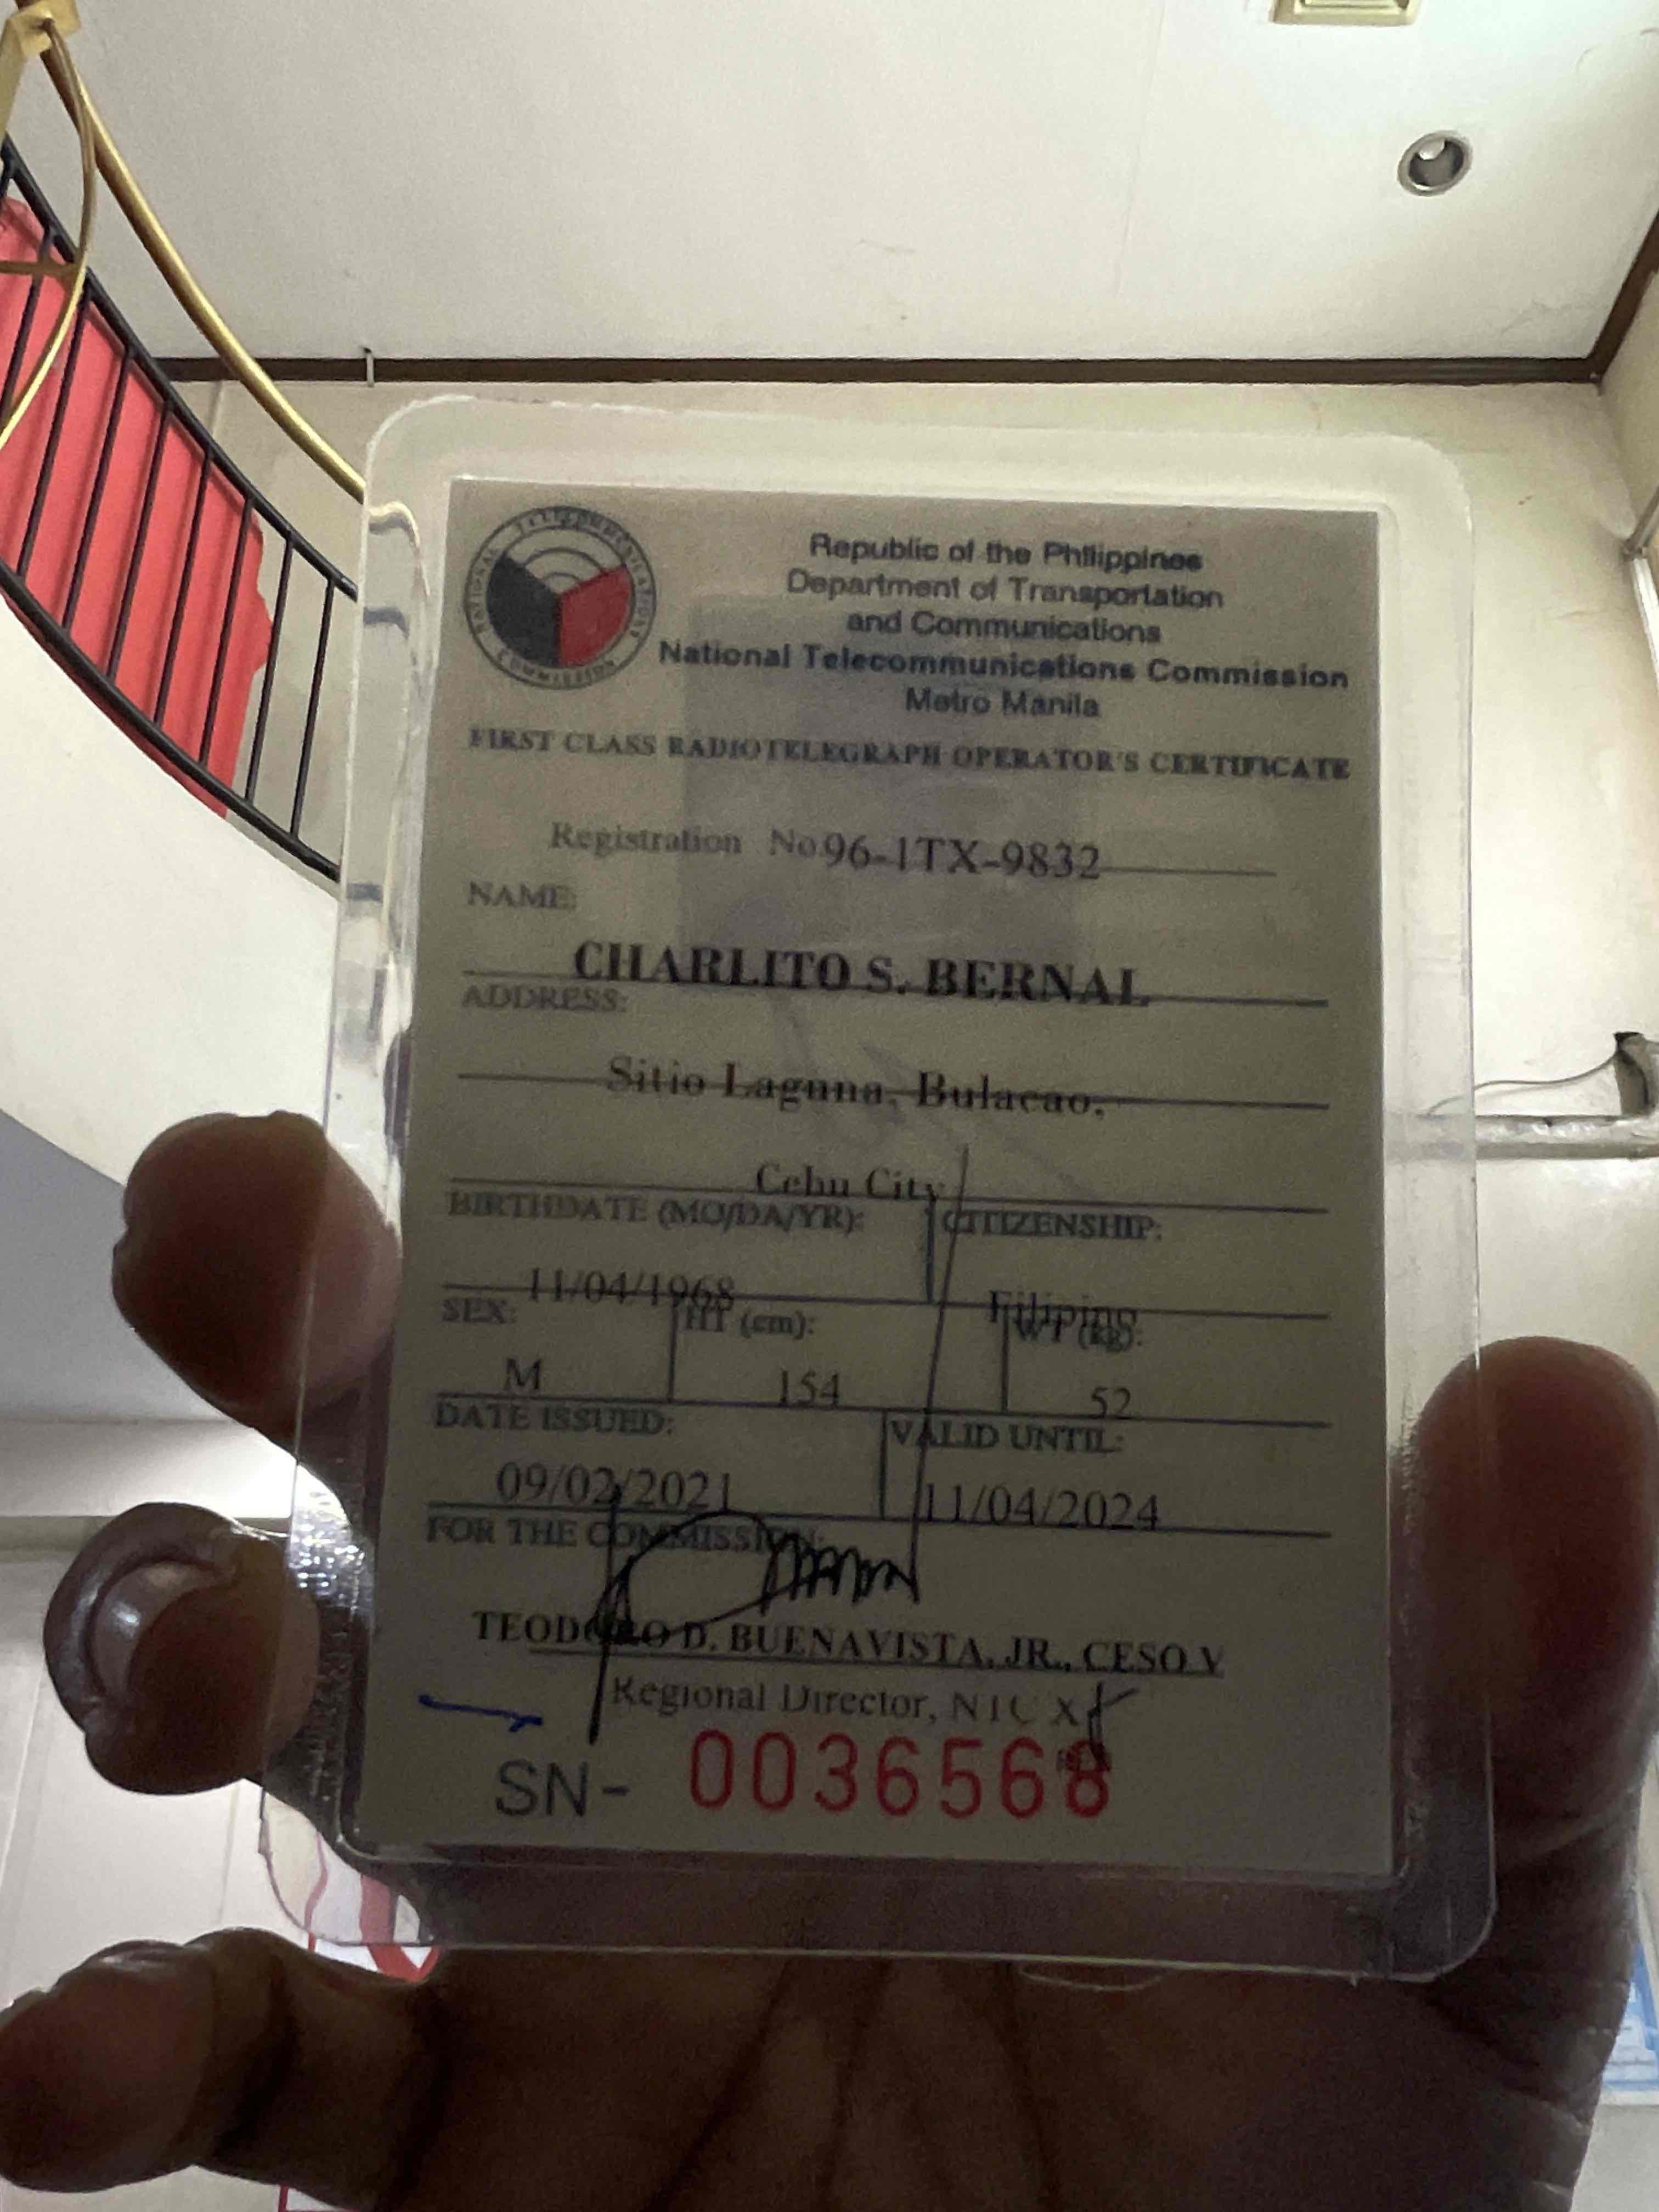 NATIONAL TELECOMMUNICATIONS COMMISSION
Republic of the Philippines
Department of Transportation
and Communications
National Telecommunications Commission
Metro Manila
FIRST CLASS RADIOTELEGRAPH OPERATOR'S CERTIFICATE
Registration No. 96-1TX-9832
NAME:
CHARLITO S. BERNAL
ADDRESS:
Sitio Laguna, Bulacao,
Cebu City
BIRTHDATE (MO/DA/YR): CITIZENSHIP:
11/04/1968 Filipino
SEX: HT (cm): WT (kg):
M 154 52
DATE ISSUED: VALID UNTIL:
09/02/2021 11/04/2024
FOR THE COMMISSION:
TEODORO D. BUENAVISTA, JR., CESO V
Regional Director, NTC
SN- 0036568